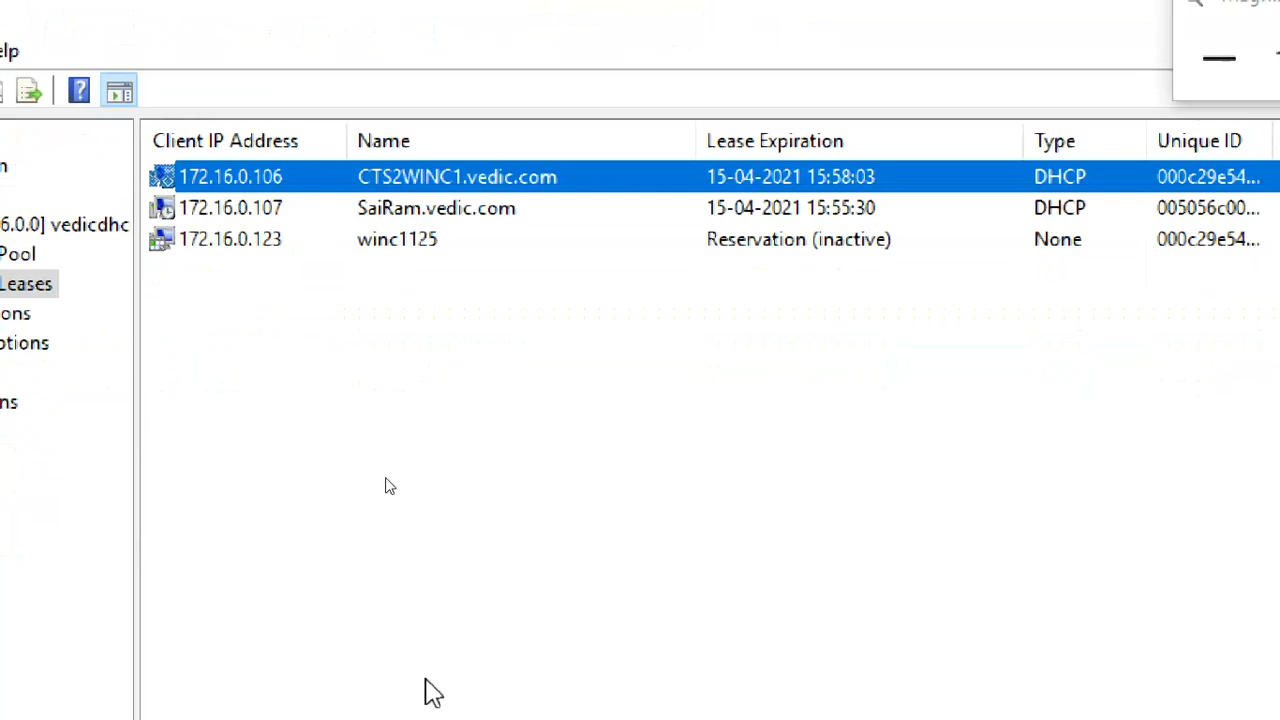 elp
Client IP Address Name Lease Expiration Type Unique ID
172.16.0.106 CTS2WINC1.vedic.com 15-04-2021 15:58:03 DHCP 000c29e54...
172.16.0.107 SaiRam.vedic.com 15-04-2021 15:55:30 DHCP 005056c00...
172.16.0.123 winc1125 Reservation (inactive) None 000c29e54...
n
6.0.0] vedicdhc
Pool
Leases
ons
ptions
ns